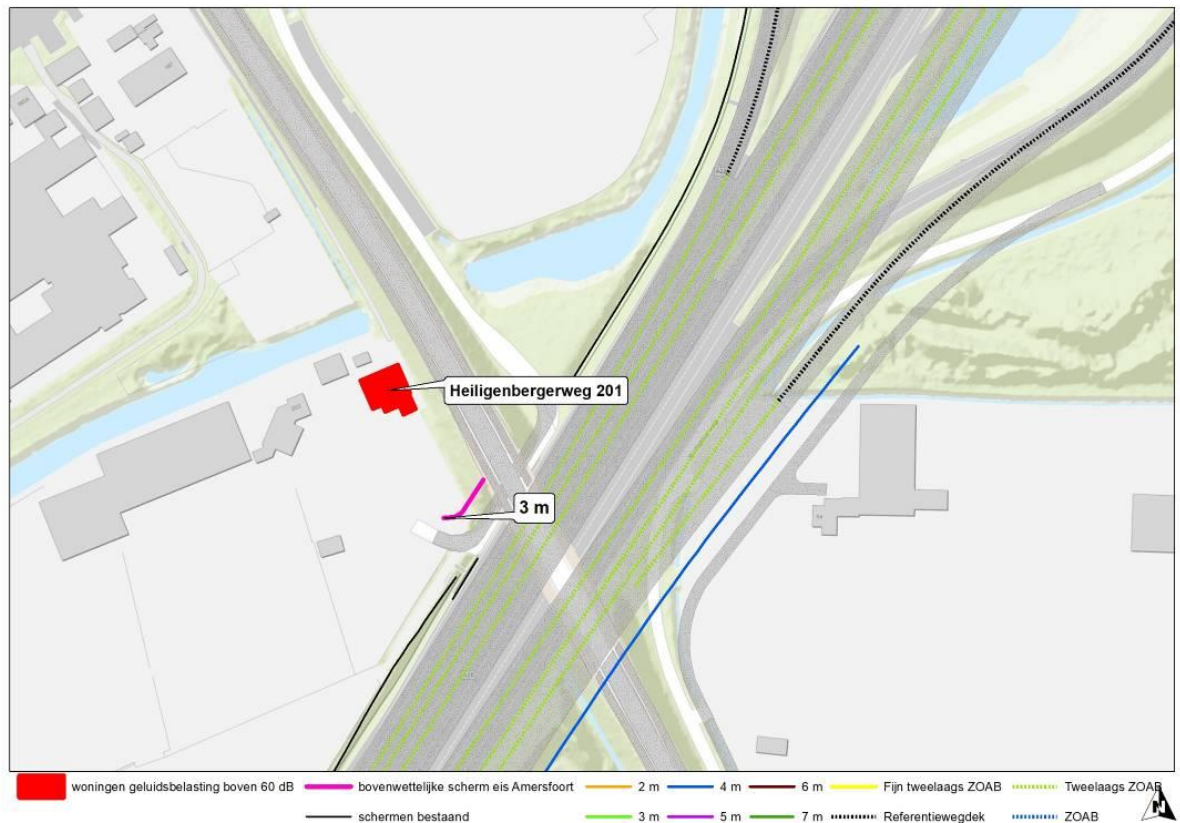 Heiligenbergerweg 201
3 m
woningen geluidsbelasting boven 60 dB
bovenwettelijke scherm eis Amersfoort
2 m
4 m
6 m
Fijn tweelaags ZOAB
Tweelaags ZOAB
schermen bestaand
3 m
5 m
7 m
Referentiewegdek
ZOAB
N